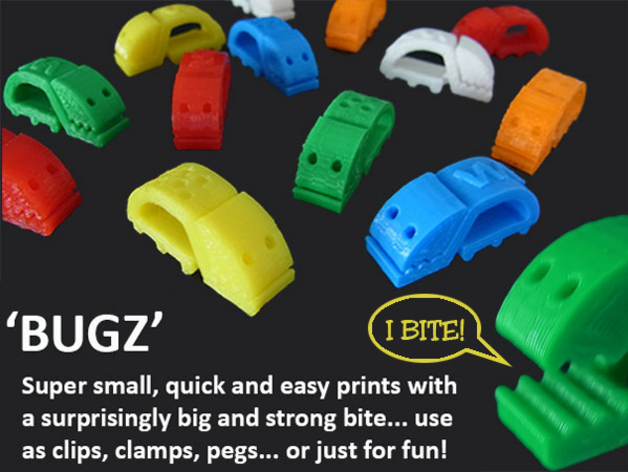 I BITE!
'BUGZ'
Super small, quick and easy prints with
a surprisingly big and strong bite... use
as clips, clamps, pegs... or just for fun!